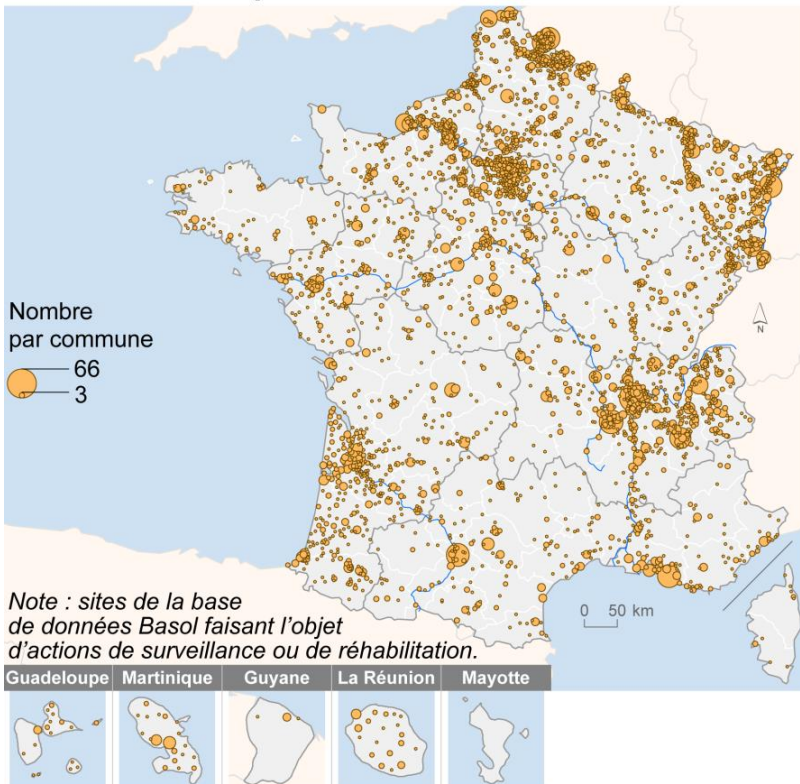 Nombre
par commune
66
3
N
0 50 km
Note : sites de la base
de données Basol faisant l'objet
d'actions de surveillance ou de réhabilitation.
Guadeloupe Martinique Guyane La Réunion Mayotte